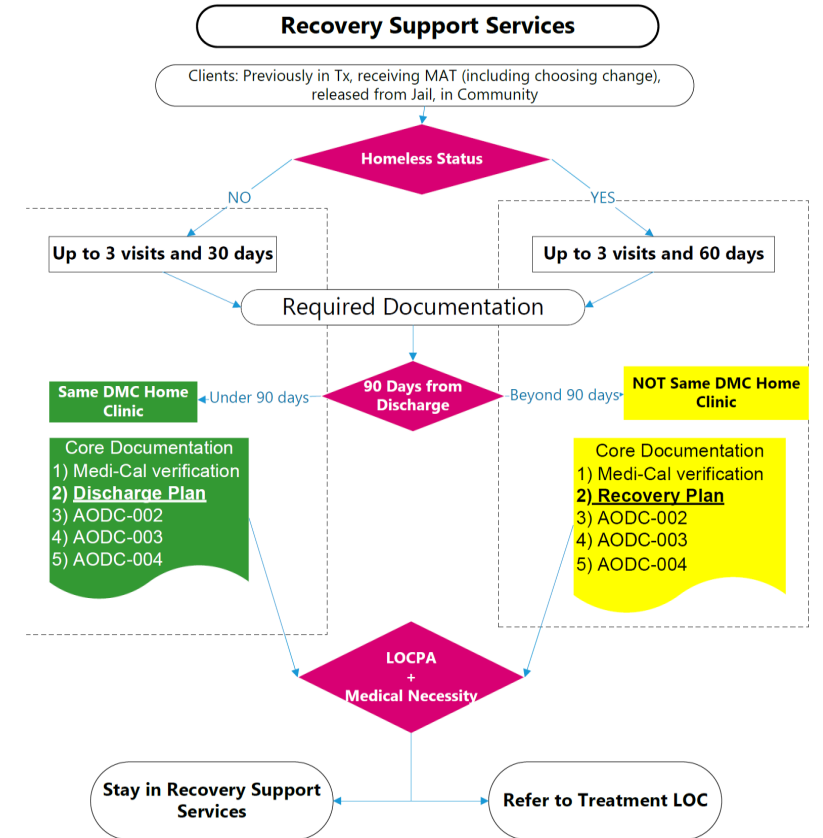 Recovery Support Services
Clients: Previously in Tx, receiving MAT (including choosing change),
released from Jail, in Community
Homeless Status
NO
YES
Up to 3 visits and 30 days
Up to 3 visits and 60 days
Required Documentation
90 Days from
Discharge
Under 90 days
Beyond 90 days
Same DMC Home
Clinic
NOT Same DMC Home
Clinic
Core Documentation
1) Medi-Cal verification
2) Discharge Plan
3) AODC-002
4) AODC-003
5) AODC-004
Core Documentation
1) Medi-Cal verification
2) Recovery Plan
3) AODC-002
4) AODC-003
5) AODC-004
LOCPA
+
Medical Necessity
Stay in Recovery Support
Services
Refer to Treatment LOC